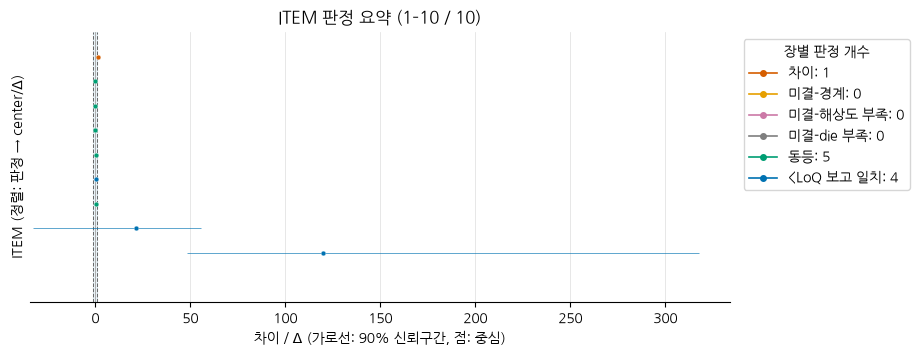 ITEM 판정 요약 (1-10 / 10)
ITEM (정렬: 판정 → center/Δ)
장별 판정 개수
차이: 1
미결-경계: 0
미결-해상도 부족: 0
미결-die 부족: 0
동등: 5
<LoQ 보고 일치: 4
0 50 100 150 200 250 300
차이 / Δ (가로선: 90% 신뢰구간, 점: 중심)